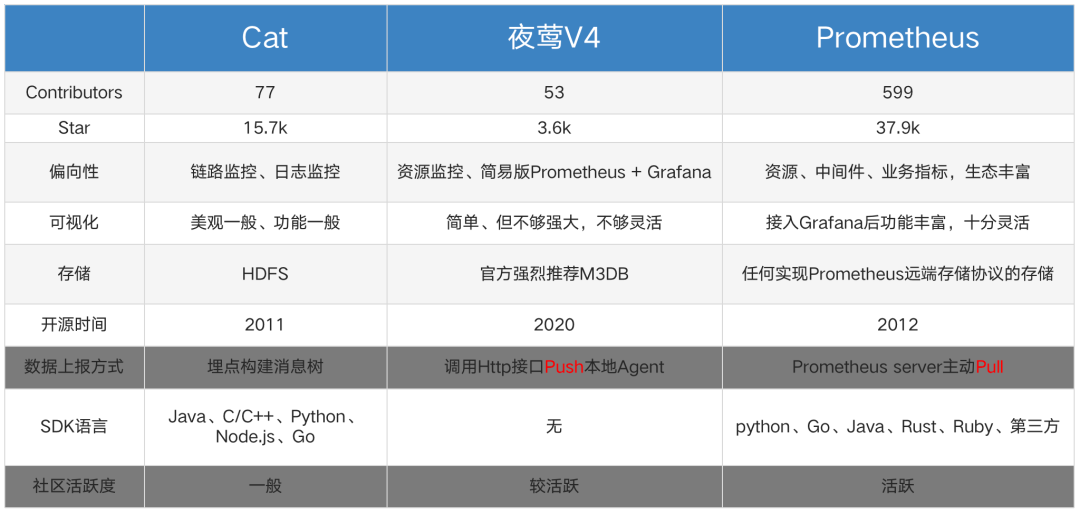 Cat 夜莺V4 Prometheus
Contributors 77 53 599
Star 15.7k 3.6k 37.9k
偏向性 链路监控、日志监控 资源监控、简易版Prometheus + Grafana 资源、中间件、业务指标，生态丰富
可视化 美观一般、功能一般 简单、但不够强大，不够灵活 接入Grafana后功能丰富，十分灵活
存储 HDFS 官方强烈推荐M3DB 任何实现Prometheus远端存储协议的存储
开源时间 2011 2020 2012
数据上报方式 埋点构建消息树 调用Http接口Push本地Agent Prometheus server主动Pull
SDK语言 Java、C/C++、Python、
Node.js、Go 无 python、Go、Java、Rust、Ruby、第三方
社区活跃度 一般 较活跃 活跃